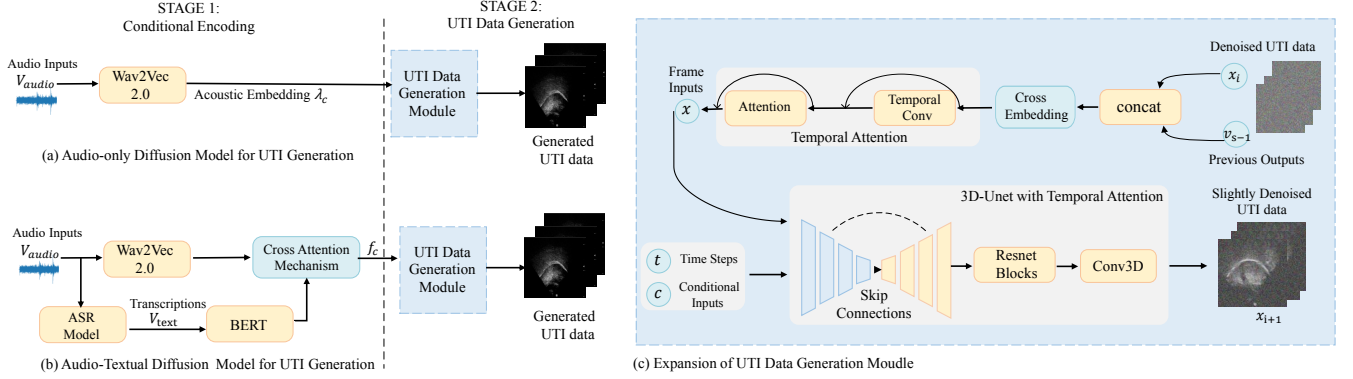 STAGE 1:
Conditional Encoding
STAGE 2:
UTI Data Generation
Audio Inputs
V_audio
Wav2Vec
2.0
Acoustic Embedding λ_c
UTI Data
Generation
Module
Generated
UTI data
(a) Audio-only Diffusion Model for UTI Generation
Audio Inputs
V_audio
Wav2Vec
2.0
Cross Attention
Mechanism
f_c
UTI Data
Generation
Module
Generated
UTI data
ASR
Model
Transcriptions
V_text
BERT
(b) Audio-Textual Diffusion Model for UTI Generation
Frame
Inputs
x
Attention
Temporal
Conv
Temporal Attention
Cross
Embedding
concat
Denoised UTI data
x_i
v_{s-1}
Previous Outputs
3D-Unet with Temporal Attention
t Time Steps
c Conditional
Inputs
Skip
Connections
Resnet
Blocks
Conv3D
Slightly Denoised
UTI data
x_{i+1}
(c) Expansion of UTI Data Generation Moudle